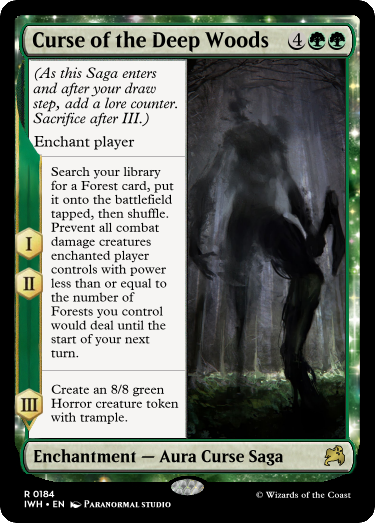 Curse of the Deep Woods 4
(As this Saga enters
and after your draw
step, add a lore counter.
Sacrifice after III.)
Enchant player
I
II
Search your library
for a Forest card, put
it onto the battlefield
tapped, then shuffle.
Prevent all combat
damage creatures
enchanted player
controls with power
less than or equal to
the number of
Forests you control
would deal until the
start of your next
turn.
III
Create an 8/8 green
Horror creature token
with trample.
Enchantment — Aura Curse Saga
R 0184
IWH • EN PARANORMAL STUDIO
© Wizards of the Coast